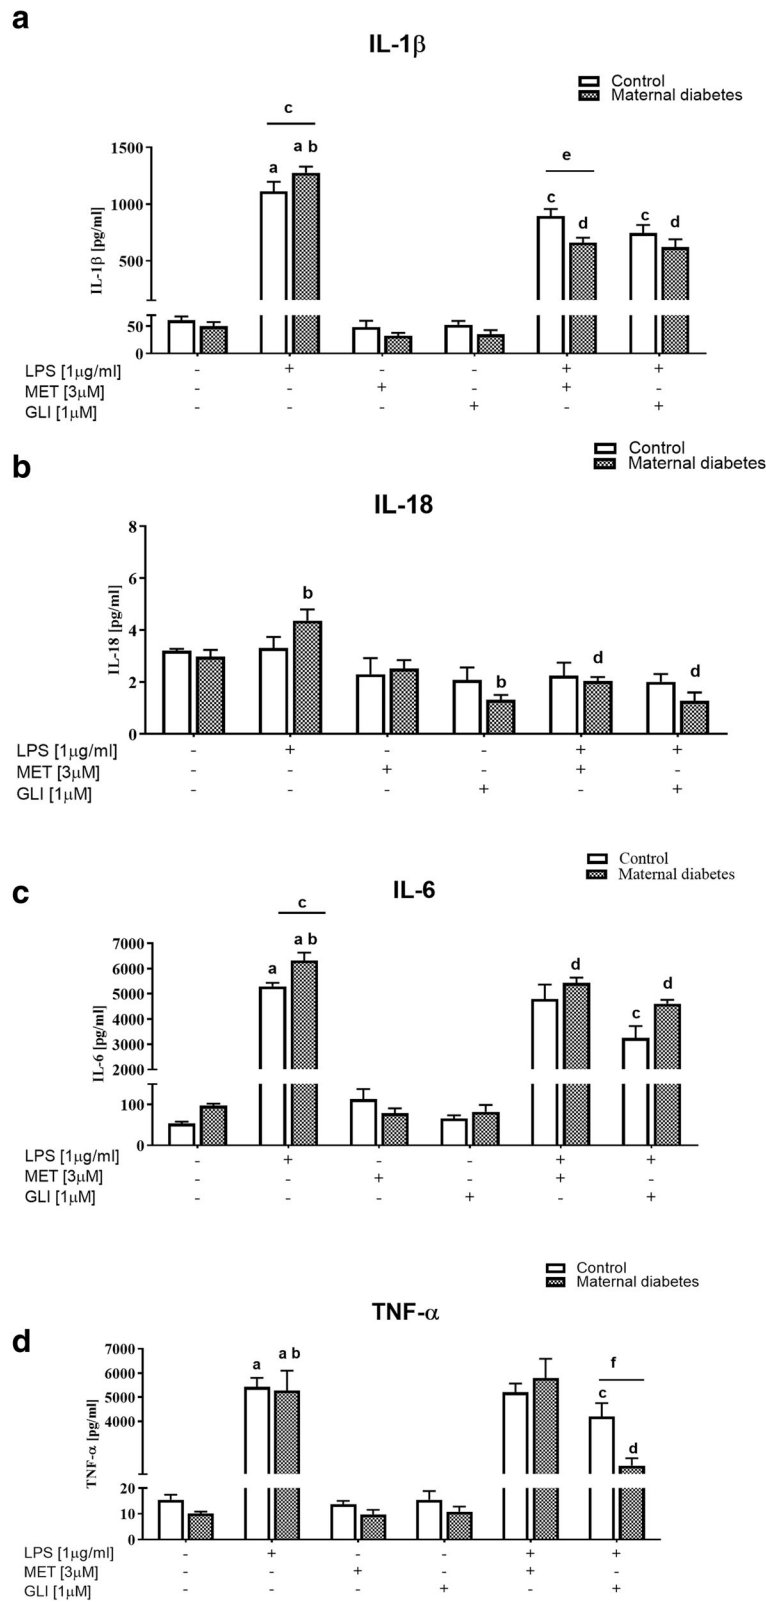 a
IL-1β
Control
Maternal diabetes
c
a b
a
e
c
d
c
d
1500
1000
500
50
0
IL-1β [pg/ml]
LPS [1µg/ml] - + - - + +
MET [3µM] - - + - + -
GLI [1µM] - - - + - +
b
Control
Maternal diabetes
IL-18
8
6
4
2
0
IL-18 [pg/ml]
b
b
d
d
LPS [1µg/ml] - + - - + +
MET [3µM] - - + - + -
GLI [1µM] - - - + - +
c
Control
Maternal diabetes
IL-6
c
a b
a
d
c
d
7000
6000
5000
4000
3000
2000
100
0
IL-6 [pg/ml]
LPS [1µg/ml] - + - - + +
MET [3µM] - - + - + -
GLI [1µM] - - - + - +
Control
Maternal diabetes
d
TNF-α
7000
6000
5000
4000
20
10
0
TNF-α [pg/ml]
a
a b
f
c
d
LPS [1µg/ml] - + - - + +
MET [3µM] - - + - + -
GLI [1µM] - - - + - +